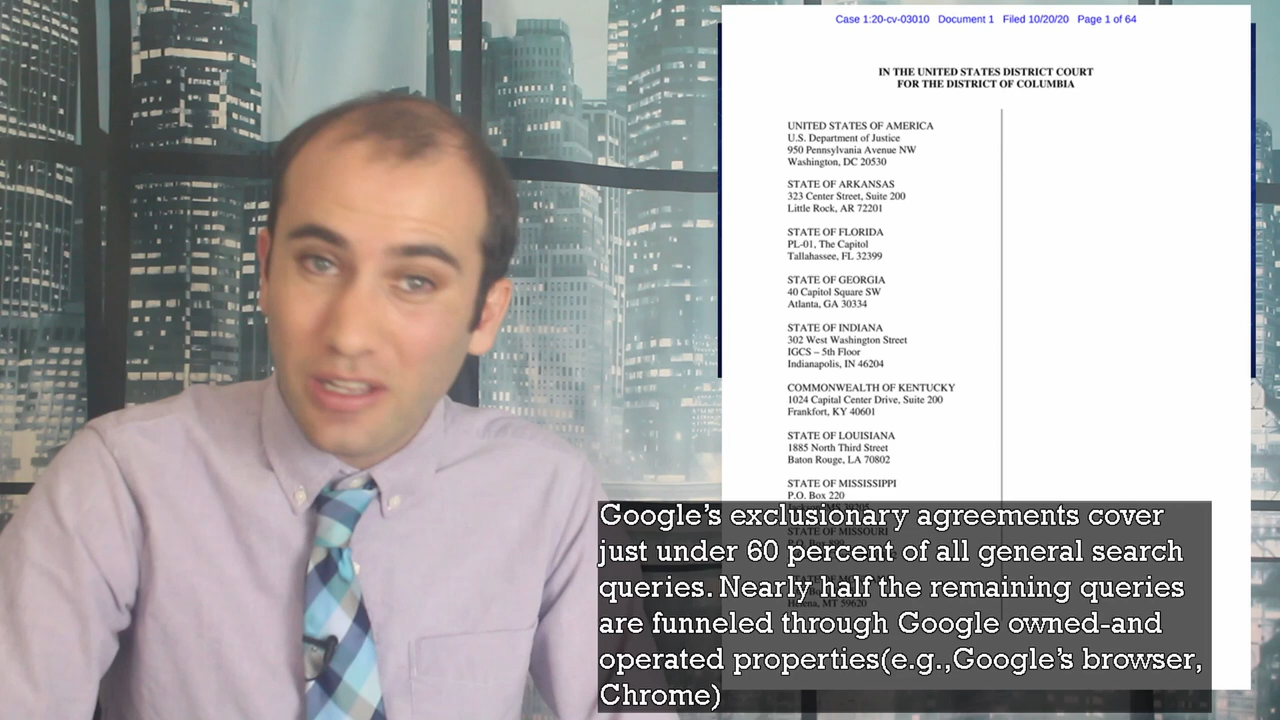 Case 1:20-cv-03010 Document 1 Filed 10/20/20 Page 1 of 64
IN THE UNITED STATES DISTRICT COURT
FOR THE DISTRICT OF COLUMBIA
UNITED STATES OF AMERICA
U.S. Department of Justice
950 Pennsylvania Avenue NW
Washington, DC 20530
STATE OF ARKANSAS
323 Center Street, Suite 200
Little Rock, AR 72201
STATE OF FLORIDA
PL-01, The Capitol
Tallahassee, FL 32399
STATE OF GEORGIA
40 Capitol Square SW
Atlanta, GA 30334
STATE OF INDIANA
302 West Washington Street
IGCS – 5th Floor
Indianapolis, IN 46204
COMMONWEALTH OF KENTUCKY
1024 Capital Center Drive, Suite 200
Frankfort, KY 40601
STATE OF LOUISIANA
1885 North Third Street
Baton Rouge, LA 70802
STATE OF MISSISSIPPI
P.O. Box 220
STATE OF MISSOURI
Helena, MT 59620
Google's exclusionary agreements cover
just under 60 percent of all general search
queries. Nearly half the remaining queries
are funneled through Google owned-and
operated properties(e.g.,Google's browser,
Chrome)